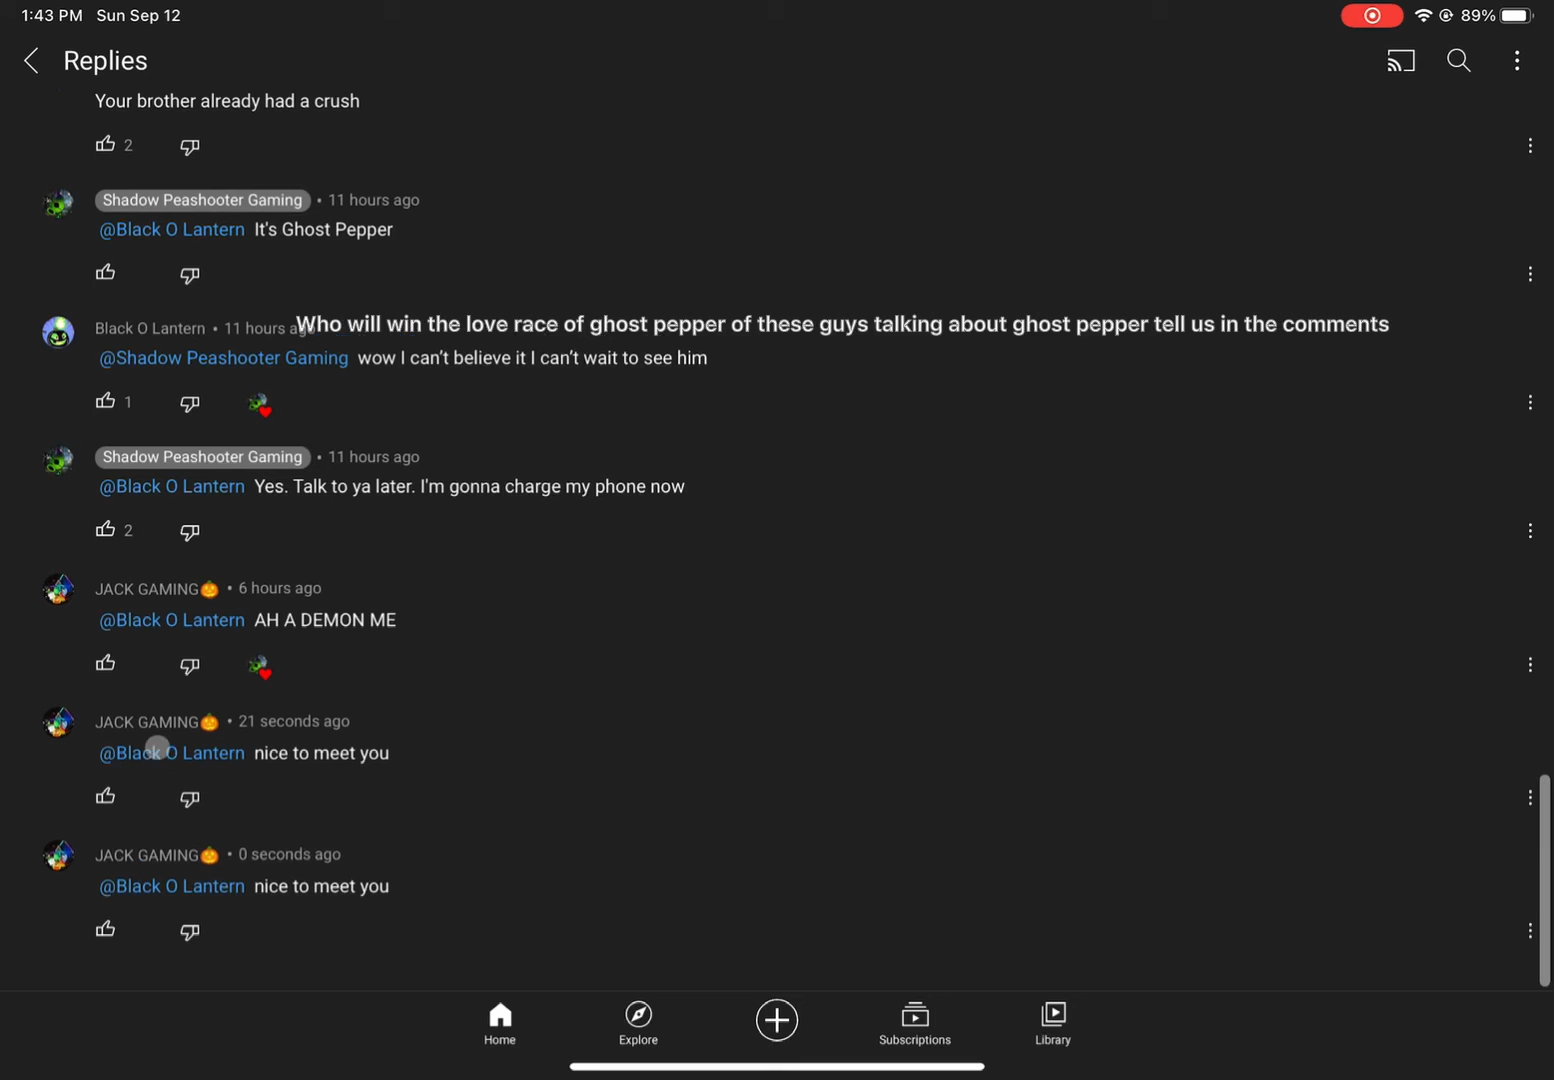 1:43 PM Sun Sep 12
89%
Replies
Your brother already had a crush
2
Shadow Peashooter Gaming • 11 hours ago
@Black O Lantern It's Ghost Pepper
Black O Lantern • 11 hours ago
Who will win the love race of ghost pepper of these guys talking about ghost pepper tell us in the comments
@Shadow Peashooter Gaming wow I can't believe it I can't wait to see him
1
Shadow Peashooter Gaming • 11 hours ago
@Black O Lantern Yes. Talk to ya later. I'm gonna charge my phone now
2
JACK GAMING🎃 • 6 hours ago
@Black O Lantern AH A DEMON ME
JACK GAMING🎃 • 21 seconds ago
@Black O Lantern nice to meet you
JACK GAMING🎃 • 0 seconds ago
@Black O Lantern nice to meet you
Home Explore Subscriptions Library